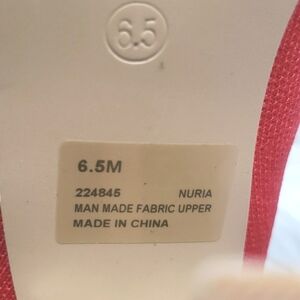 6.5
6.5M
224845 NURIA
MAN MADE FABRIC UPPER
MADE IN CHINA